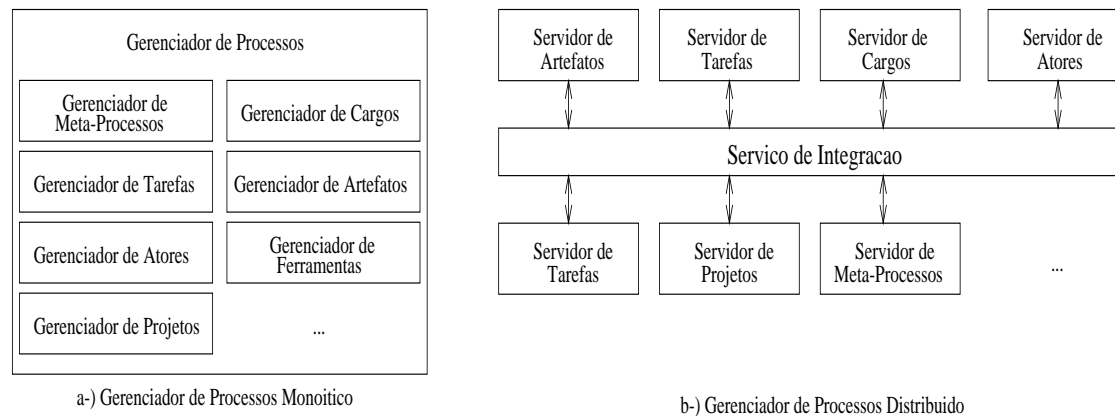 Gerenciador de Processos
Gerenciador de
Meta-Processos
Gerenciador de Cargos
Gerenciador de Tarefas
Gerenciador de Artefatos
Gerenciador de Atores
Gerenciador de
Ferramentas
Gerenciador de Projetos
...
a-) Gerenciador de Processos Monoitico
Servidor de
Artefatos
Servidor de
Tarefas
Servidor de
Cargos
Servidor de
Atores
Servico de Integracao
Servidor de
Tarefas
Servidor de
Projetos
Servidor de
Meta-Processos
...
b-) Gerenciador de Processos Distribuido